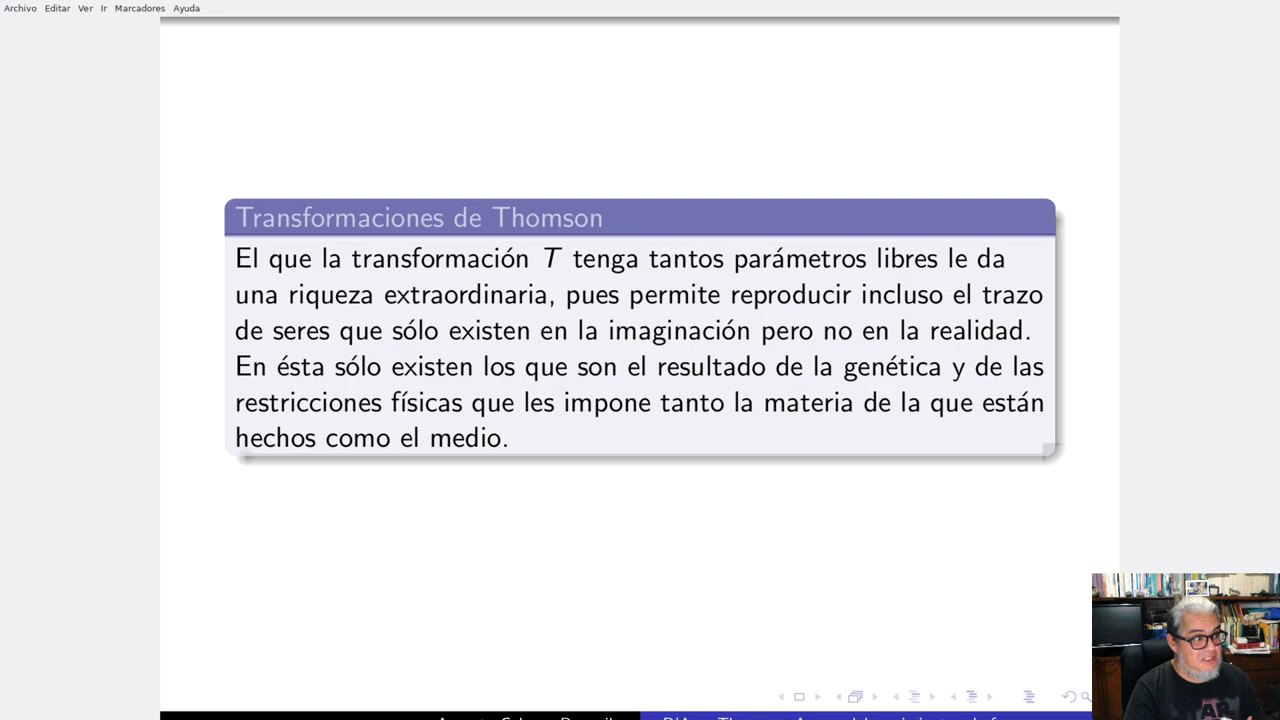 Archivo Editar Ver Ir Marcadores Ayuda
Transformaciones de Thomson
El que la transformación T tenga tantos parámetros libres le da
una riqueza extraordinaria, pues permite reproducir incluso el trazo
de seres que sólo existen en la imaginación pero no en la realidad.
En ésta sólo existen los que son el resultado de la genética y de las
restricciones físicas que les impone tanto la materia de la que están
hechos como el medio.